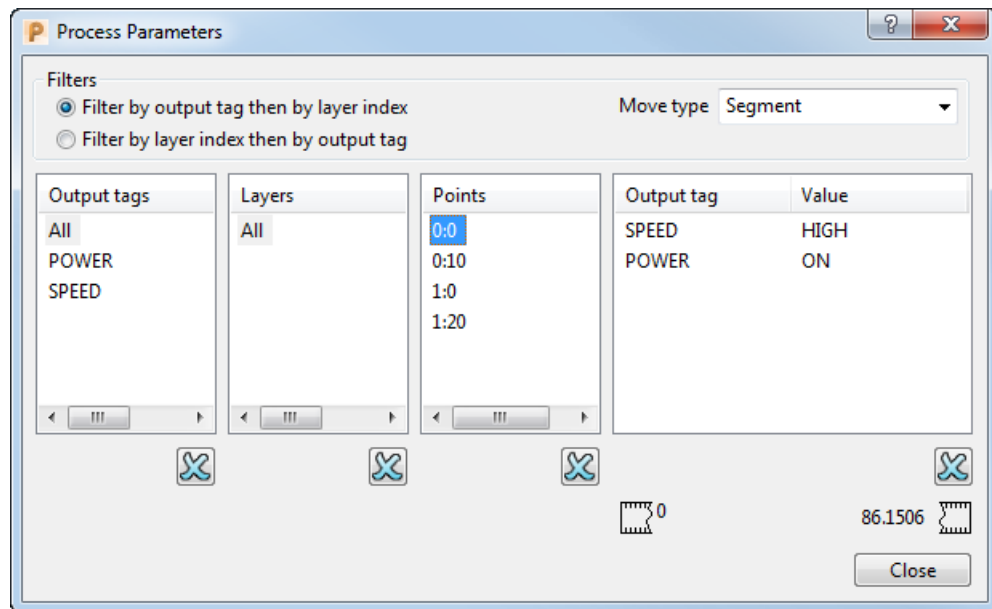 Process Parameters
Filters
Filter by output tag then by layer index
Move type Segment
Filter by layer index then by output tag
Output tags
All
POWER
SPEED
Layers
All
Points
0:0
0:10
1:0
1:20
Output tag Value
SPEED HIGH
POWER ON
0
86.1506
Close